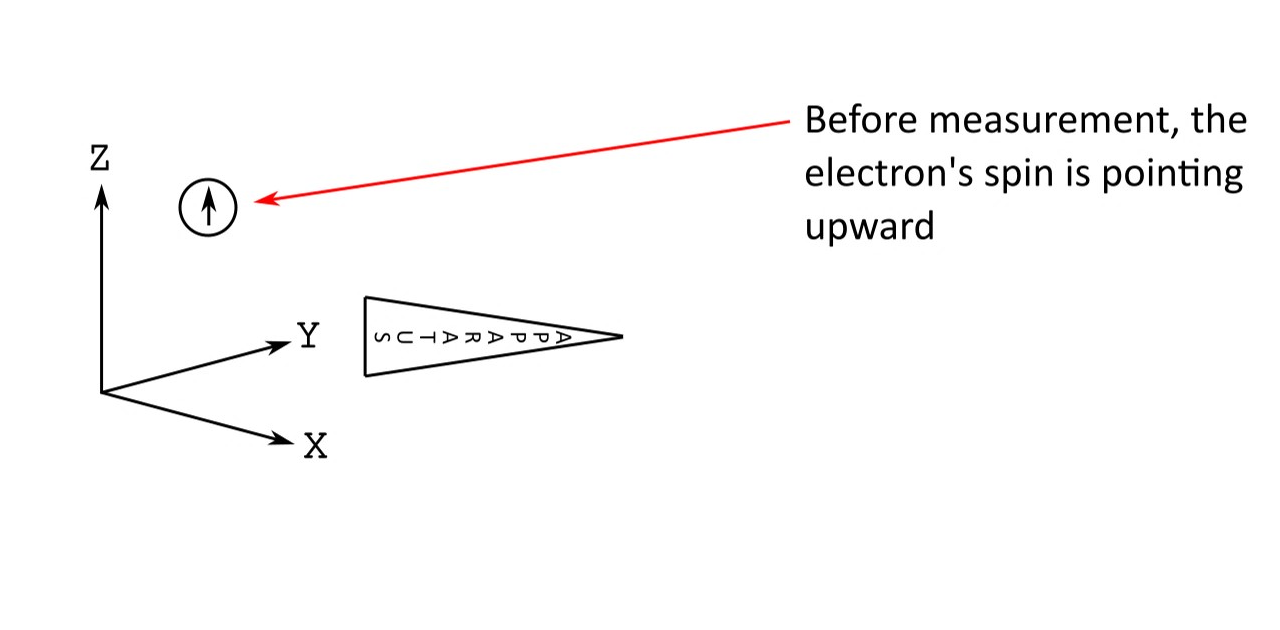 Before measurement, the
electron's spin is pointing
upward
Z
Y
X
APPARATUS